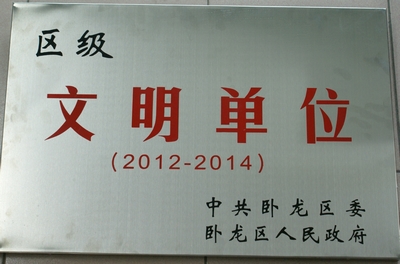 区级
文明单位
(2012-2014)
中共卧龙区委
卧龙区人民政府